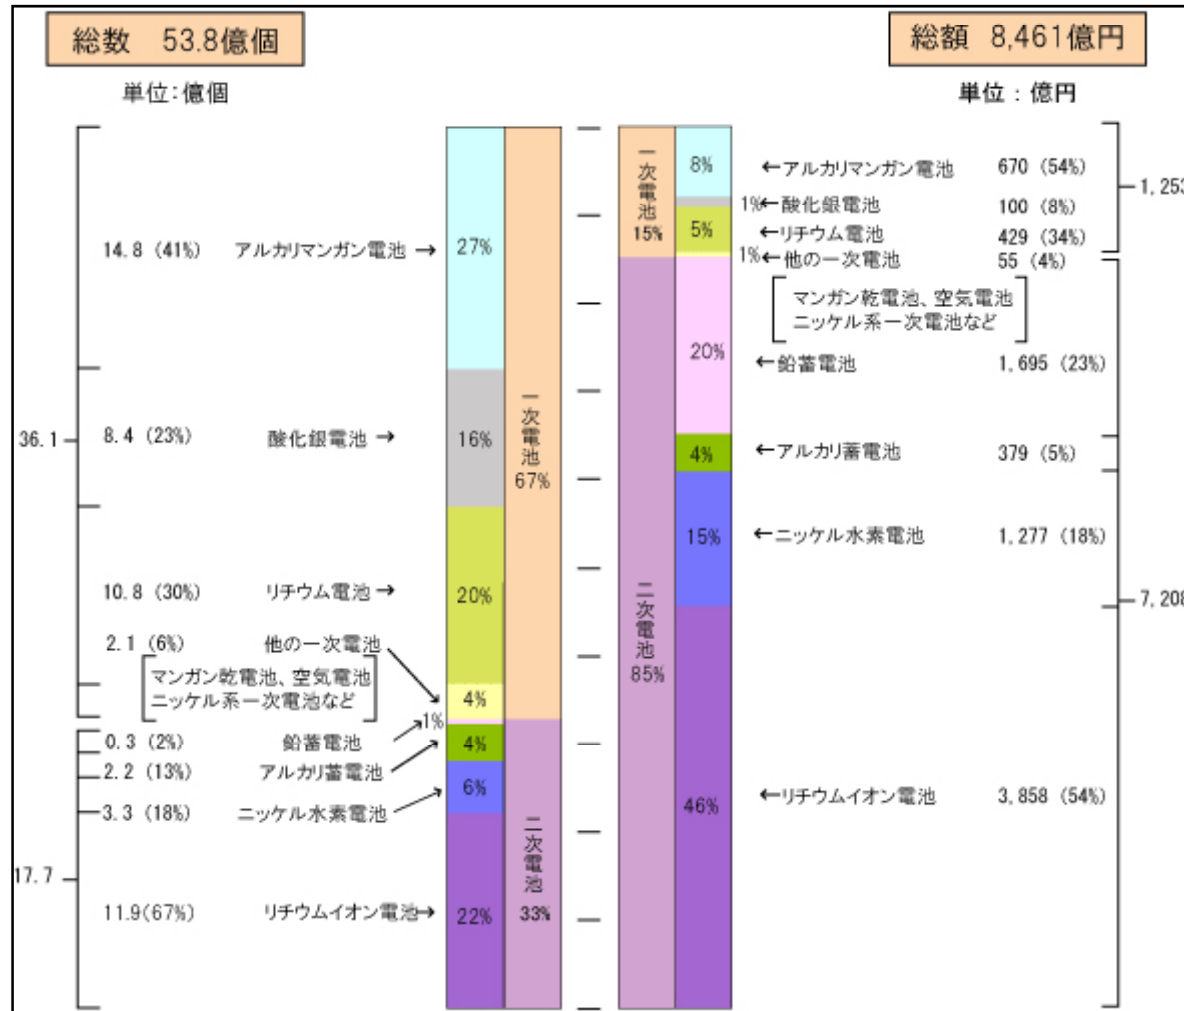 総数 53.8億個
総額 8,461億円
単位:億個
単位:億円
14.8 (41%) アルカリマンガン電池 →
36.1
8.4 (23%) 酸化銀電池 →
10.8 (30%) リチウム電池 →
2.1 (6%) 他の一次電池
マンガン乾電池、空気電池
ニッケル系一次電池など
0.3 (2%) 鉛蓄電池
2.2 (13%) アルカリ蓄電池
3.3 (18%) ニッケル水素電池
17.7
11.9(67%) リチウムイオン電池→
27%
16%
20%
4%
1%
4%
6%
22%
一次電池
67%
二次電池
33%
一次電池
15%
二次電池
85%
8%
1%
5%
1%
20%
4%
15%
46%
←アルカリマンガン電池 670 (54%)
1,253
←酸化銀電池 100 (8%)
←リチウム電池 429 (34%)
←他の一次電池 55 (4%)
マンガン乾電池、空気電池
ニッケル系一次電池など
←鉛蓄電池 1,695 (23%)
←アルカリ蓄電池 379 (5%)
←ニッケル水素電池 1,277 (18%)
7,208
←リチウムイオン電池 3,858 (54%)